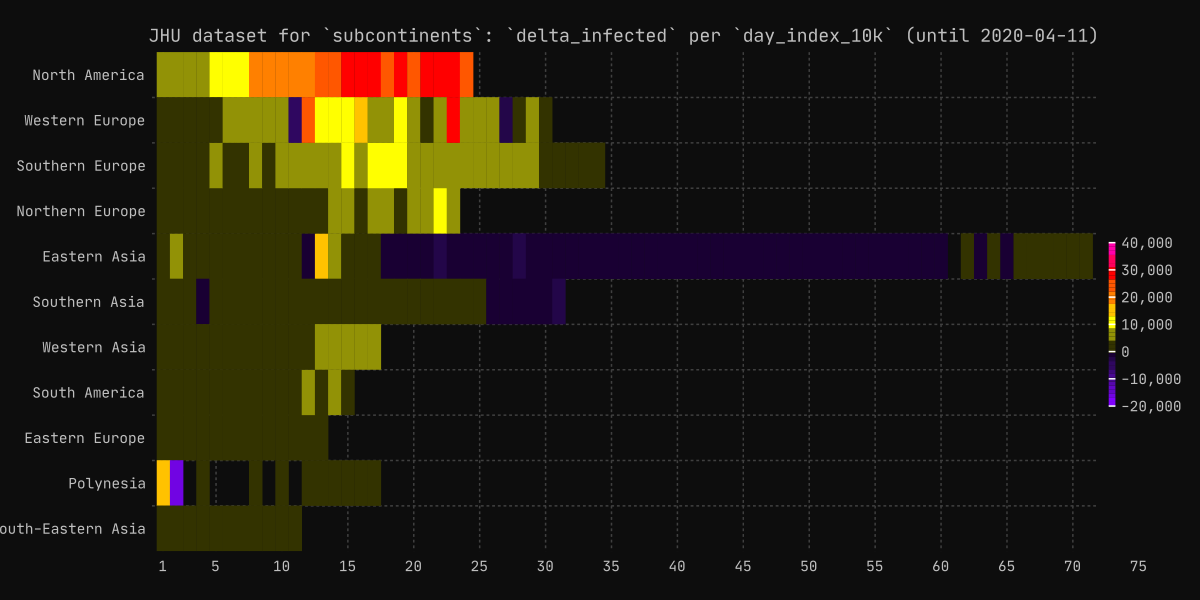 JHU dataset for `subcontinents`: `delta_infected` per `day_index_10k` (until 2020-04-11)
North America
Western Europe
Southern Europe
Northern Europe
Eastern Asia
Southern Asia
Western Asia
South America
Eastern Europe
Polynesia
outh-Eastern Asia
40,000
30,000
20,000
10,000
0
-10,000
-20,000
1 5 10 15 20 25 30 35 40 45 50 55 60 65 70 75